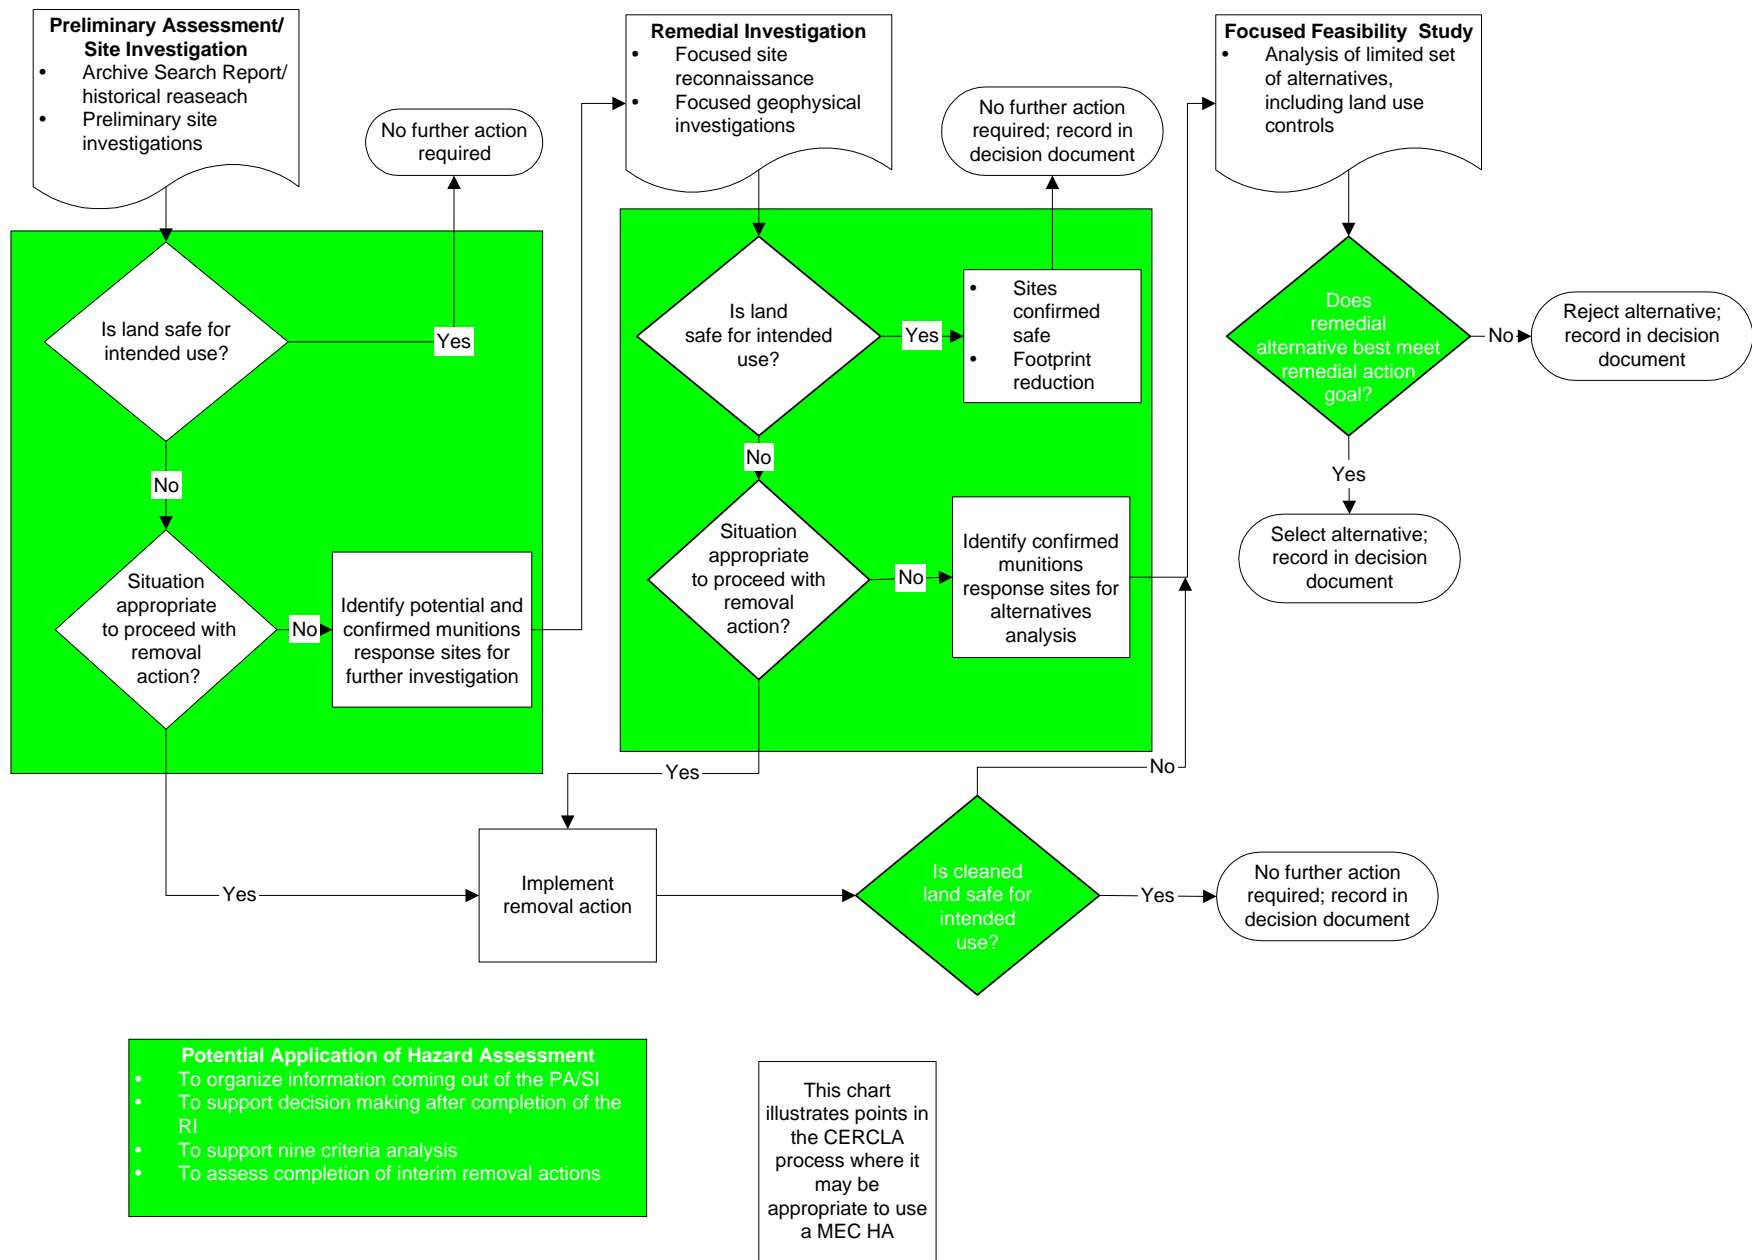 Preliminary Assessment/
Site Investigation
• Archive Search Report/
historical reaseach
• Preliminary site
investigations
No further action
required
Is land safe for
intended use?
Yes
No
Situation
appropriate
to proceed with
removal
action?
No
Identify potential and
confirmed munitions
response sites for
further investigation
Yes
Remedial Investigation
• Focused site
reconnaissance
• Focused geophysical
investigations
No further action
required; record in
decision document
Is land
safe for intended
use?
Yes
• Sites
confirmed
safe
• Footprint
reduction
No
Situation
appropriate
to proceed with
removal
action?
No
Identify confirmed
munitions
response sites for
alternatives
analysis
Yes
Focused Feasibility Study
• Analysis of limited set
of alternatives,
including land use
controls
Does
remedial
alternative best meet
remedial action
goal?
No
Reject alternative;
record in decision
document
Yes
Select alternative;
record in decision
document
Implement
removal action
Is cleaned
land safe for
intended
use?
No
Yes
No further action
required; record in
decision document
Potential Application of Hazard Assessment
• To organize information coming out of the PA/SI
• To support decision making after completion of the
RI
• To support nine criteria analysis
• To assess completion of interim removal actions
This chart
illustrates points in
the CERCLA
process where it
may be
appropriate to use
a MEC HA